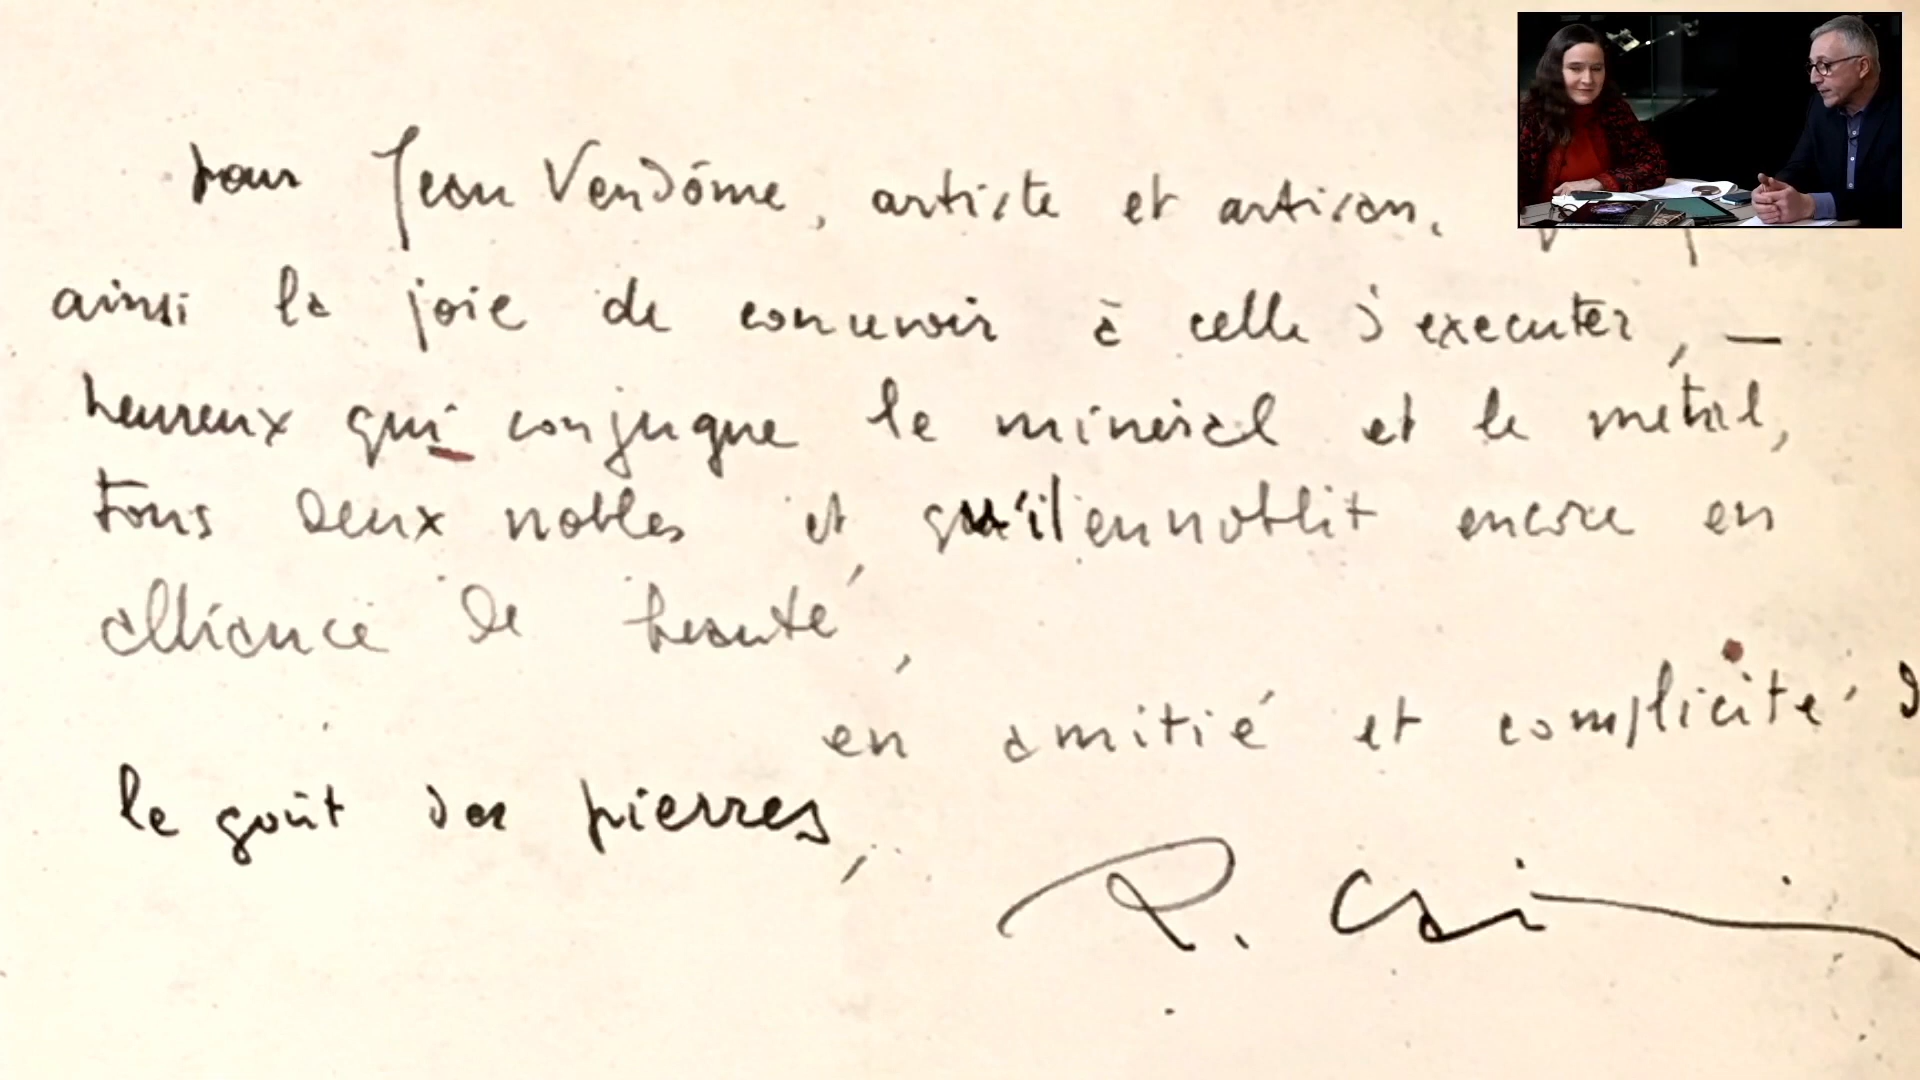 pour Jean Vendôme, artiste et artisan,
ainsi la joie de concevoir à celle d'executer, —
heureux qui conjugue le minéral et le métal,
tous deux nobles et qu'il ennoblit encore en
alliance de beauté,
en amitié et complicité
le goût des pierres,
R.